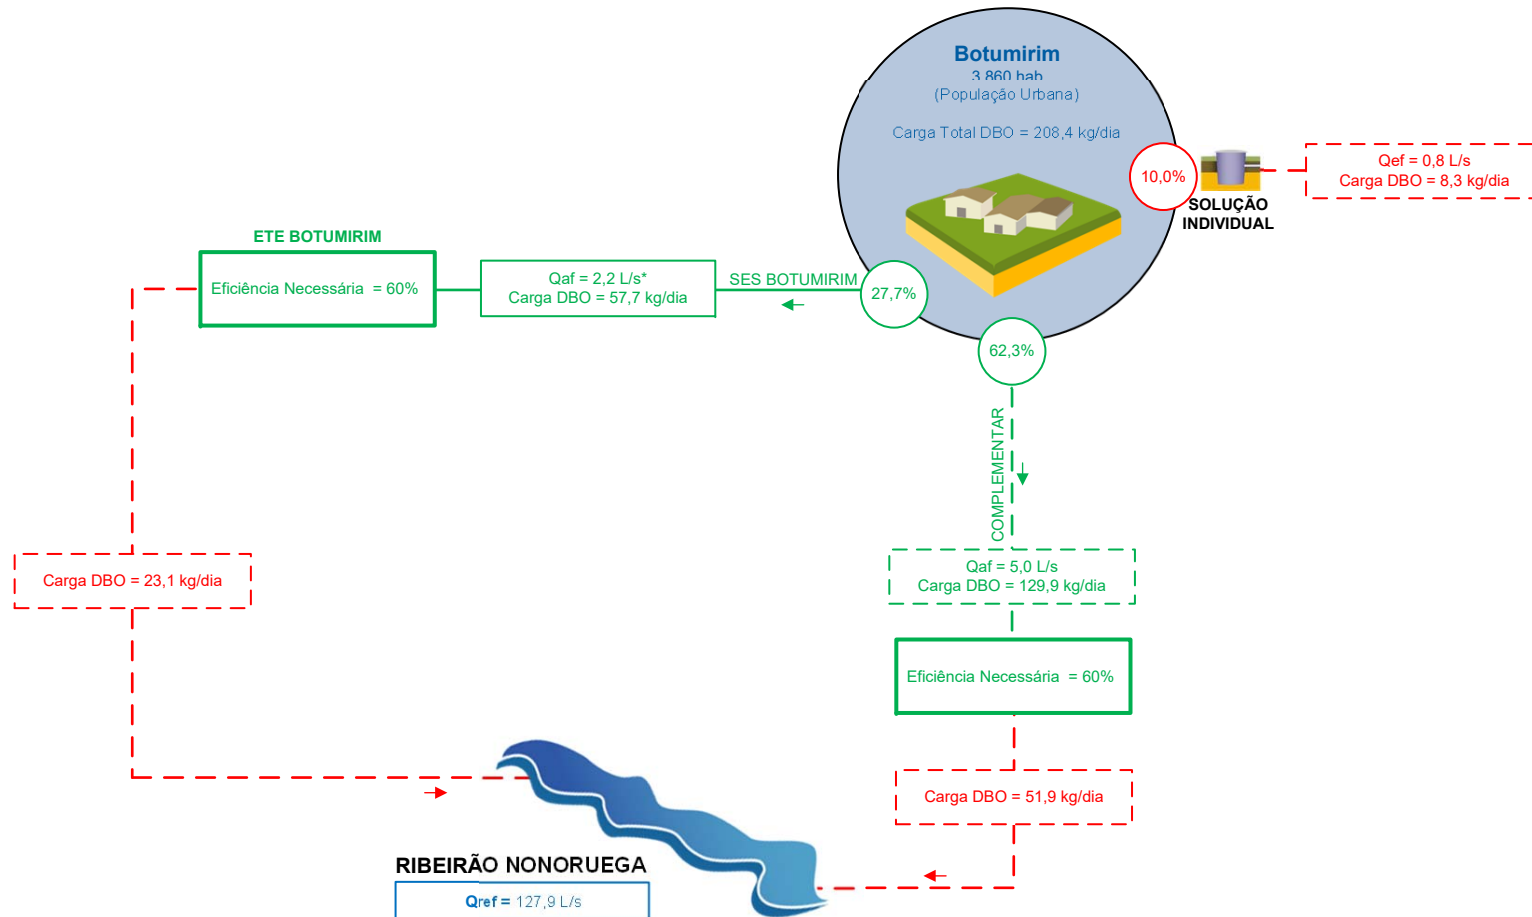 Botumirim
3.860 hab
(População Urbana)
Carga Total DBO = 208,4 kg/dia
10,0%
SOLUÇÃO
INDIVIDUAL
Qef = 0,8 L/s
Carga DBO = 8,3 kg/dia
ETE BOTUMIRIM
Eficiência Necessária = 60%
Qaf = 2,2 L/s*
Carga DBO = 57,7 kg/dia
SES BOTUMIRIM
27,7%
62,3%
COMPLEMENTAR
Qaf = 5,0 L/s
Carga DBO = 129,9 kg/dia
Carga DBO = 23,1 kg/dia
Eficiência Necessária = 60%
Carga DBO = 51,9 kg/dia
RIBEIRÃO NONORUEGA
Qref = 127,9 L/s